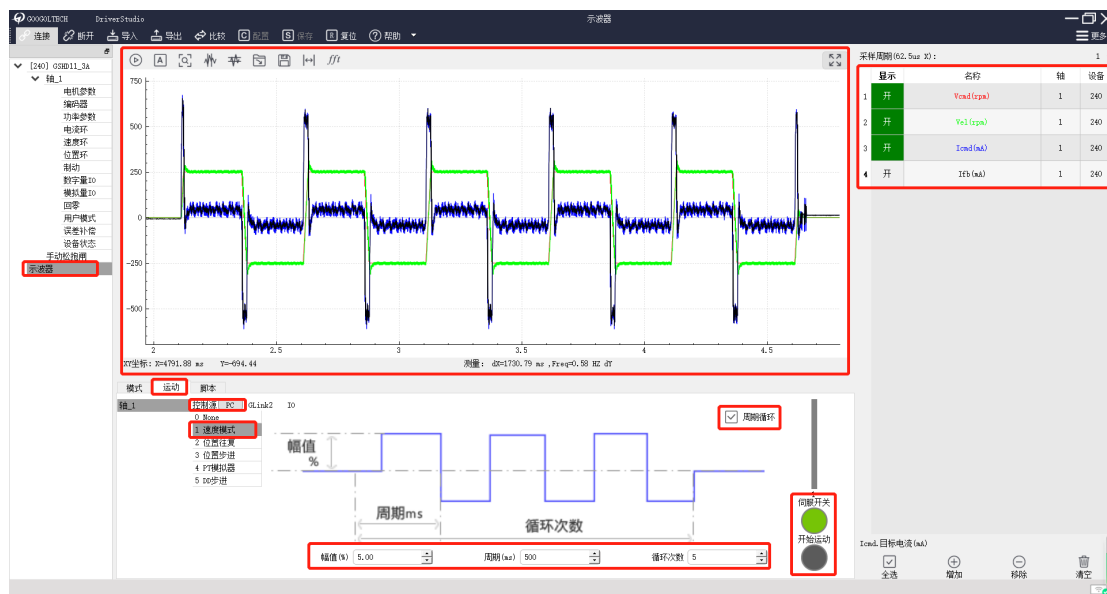 GOOGOLTECH DriverStudio 示波器
连接 断开 导入 导出 比较 C 配置 S 保存 R 复位 ? 帮助 更多
[240] GSHD11_3A
轴_1
电机参数
编码器
功率参数
电流环
速度环
位置环
制动
数字量IO
模拟量IO
回零
用户模式
误差补偿
设备状态
手动松抱闸
示波器
A fft
750
500
250
0
-250
-500
2 2.5 3 3.5 4 4.5
XY坐标: X=4791.88 ms Y=-694.44 测量: dX=1730.79 ms ,Freq=0.58 HZ dY
采样周期(62.5us X): 1
显示 名称 轴 设备
1 开 Vcmd(rpm) 1 240
2 开 Vel(rpm) 1 240
3 开 Icmd(mA) 1 240
4 开 Ifb(mA) 1 240
模式 运动 脚本
轴_1 控制源 PC GLink2 IO
0 None
1 速度模式
2 位置往复
3 位置步进
4 PT模拟器
5 DD步进
周期循环
幅值
%
周期ms
循环次数
幅值(%) 5.00 周期(ms) 500 循环次数 5
伺服开关
开始运动
Icmd.目标电流(mA)
全选 增加 移除 清空